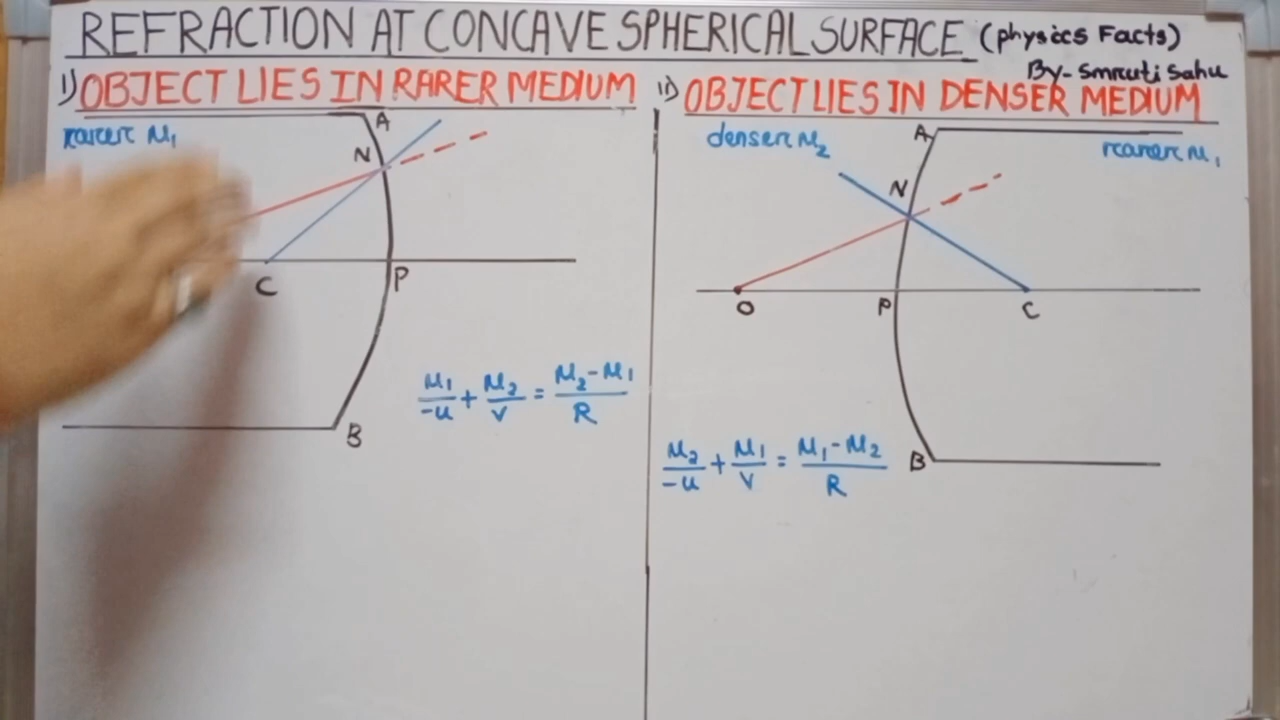 REFRACTION AT CONCAVE SPHERICAL SURFACE (physics Facts)
By- Smruti Sahu
i) OBJECT LIES IN RARER MEDIUM
rarer μ₁
A
N
C
P
B
μ₁/-u + μ₂/v = μ₂-μ₁/R
ii) OBJECT LIES IN DENSER MEDIUM
denser μ₂
A
rarer μ₁
N
O
P
C
μ₂/-u + μ₁/v = μ₁-μ₂/R
B